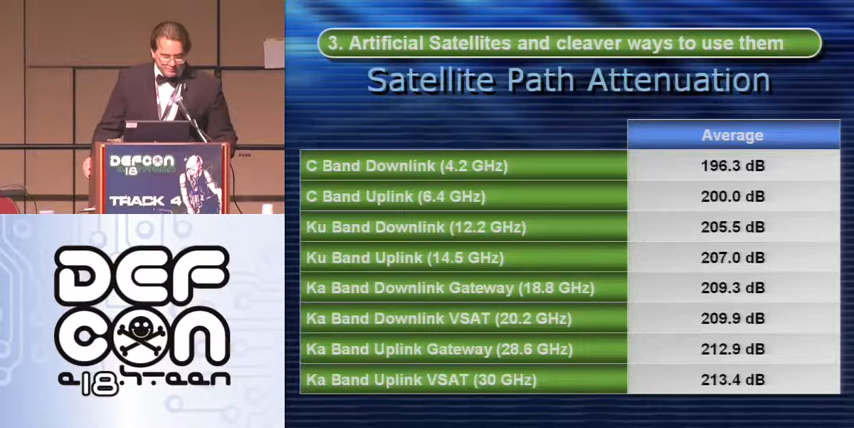 DEFCON
18
TRACK 4
DEF
CON
e18hteen
3. Artificial Satellites and cleaver ways to use them
Satellite Path Attenuation
Average
C Band Downlink (4.2 GHz) 196.3 dB
C Band Uplink (6.4 GHz) 200.0 dB
Ku Band Downlink (12.2 GHz) 205.5 dB
Ku Band Uplink (14.5 GHz) 207.0 dB
Ka Band Downlink Gateway (18.8 GHz) 209.3 dB
Ka Band Downlink VSAT (20.2 GHz) 209.9 dB
Ka Band Uplink Gateway (28.6 GHz) 212.9 dB
Ka Band Uplink VSAT (30 GHz) 213.4 dB